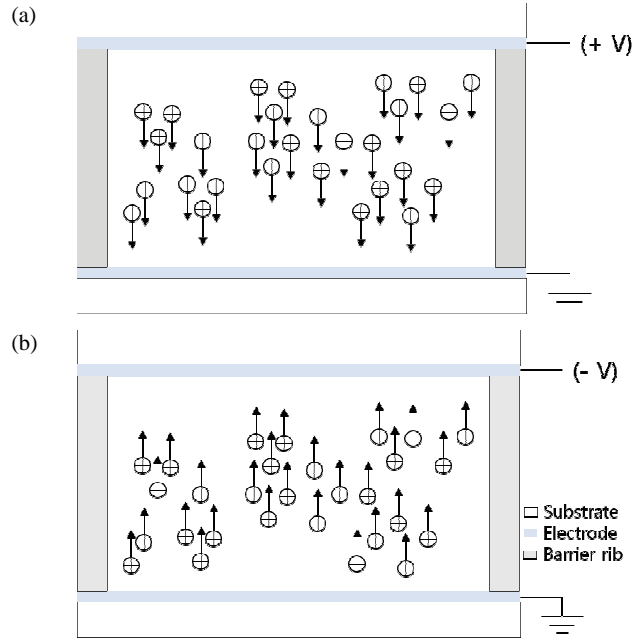 (a)
(+ V)
(b)
(- V)
Substrate
Electrode
Barrier rib